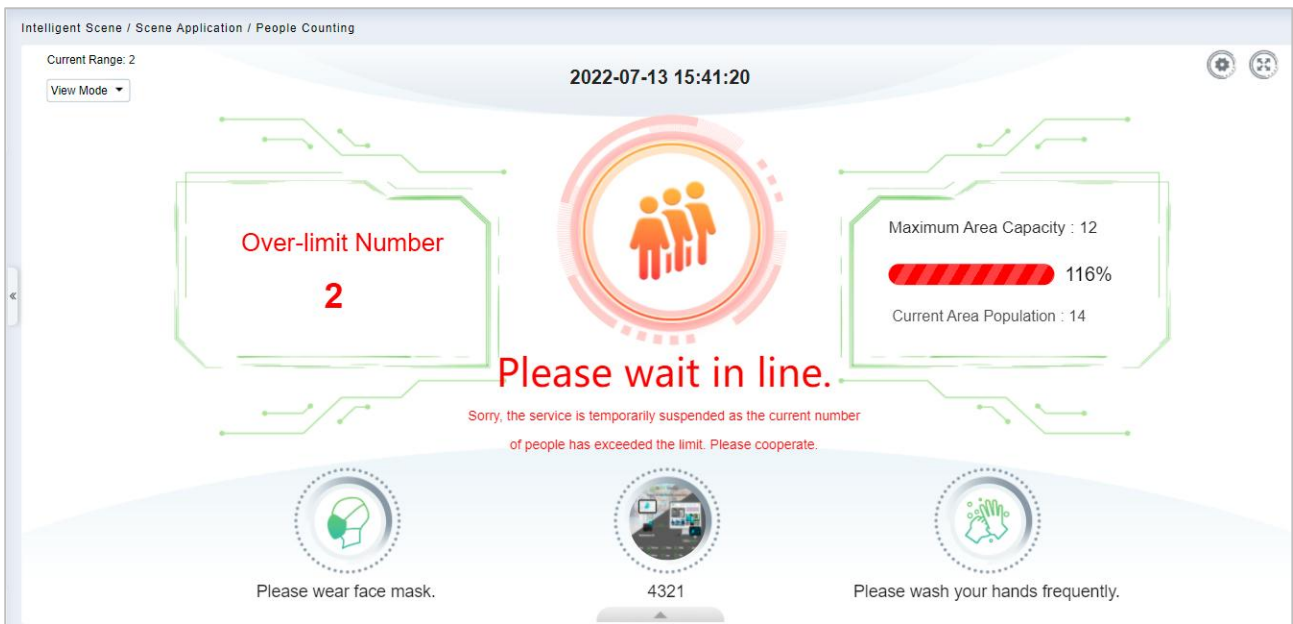 Intelligent Scene / Scene Application / People Counting
Current Range: 2
View Mode
2022-07-13 15:41:20
Over-limit Number
2
Maximum Area Capacity : 12
116%
Current Area Population : 14
Please wait in line.
Sorry, the service is temporarily suspended as the current number
of people has exceeded the limit. Please cooperate.
Please wear face mask.
4321
Please wash your hands frequently.